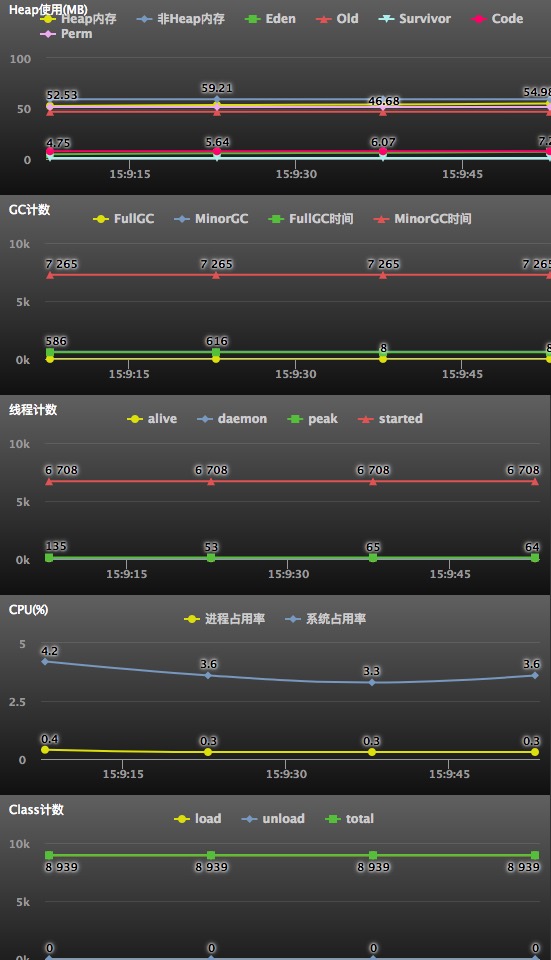 Heap使用(MB)
Heap内存 非Heap内存 Eden Old Survivor Code
Perm
100
50
0
52.53 59.21 46.68 54.98
4.75 5.64 6.07
15:9:15 15:9:30 15:9:45
GC计数
FullGC MinorGC FullGC时间 MinorGC时间
10k
7 265 7 265 7 265 7 265
5k
586 616 8 8
0k
15:9:15 15:9:30 15:9:45
线程计数
alive daemon peak started
10k
6 708 6 708 6 708 6 708
5k
135 53 65 64
0k
15:9:15 15:9:30 15:9:45
CPU(%)
进程占用率 系统占用率
5
4.2 3.6 3.3 3.6
2.5
0.4 0.3 0.3 0.3
0
15:9:15 15:9:30 15:9:45
Class计数
load unload total
10k
8 939 8 939 8 939 8 939
5k
0 0 0 0
0k